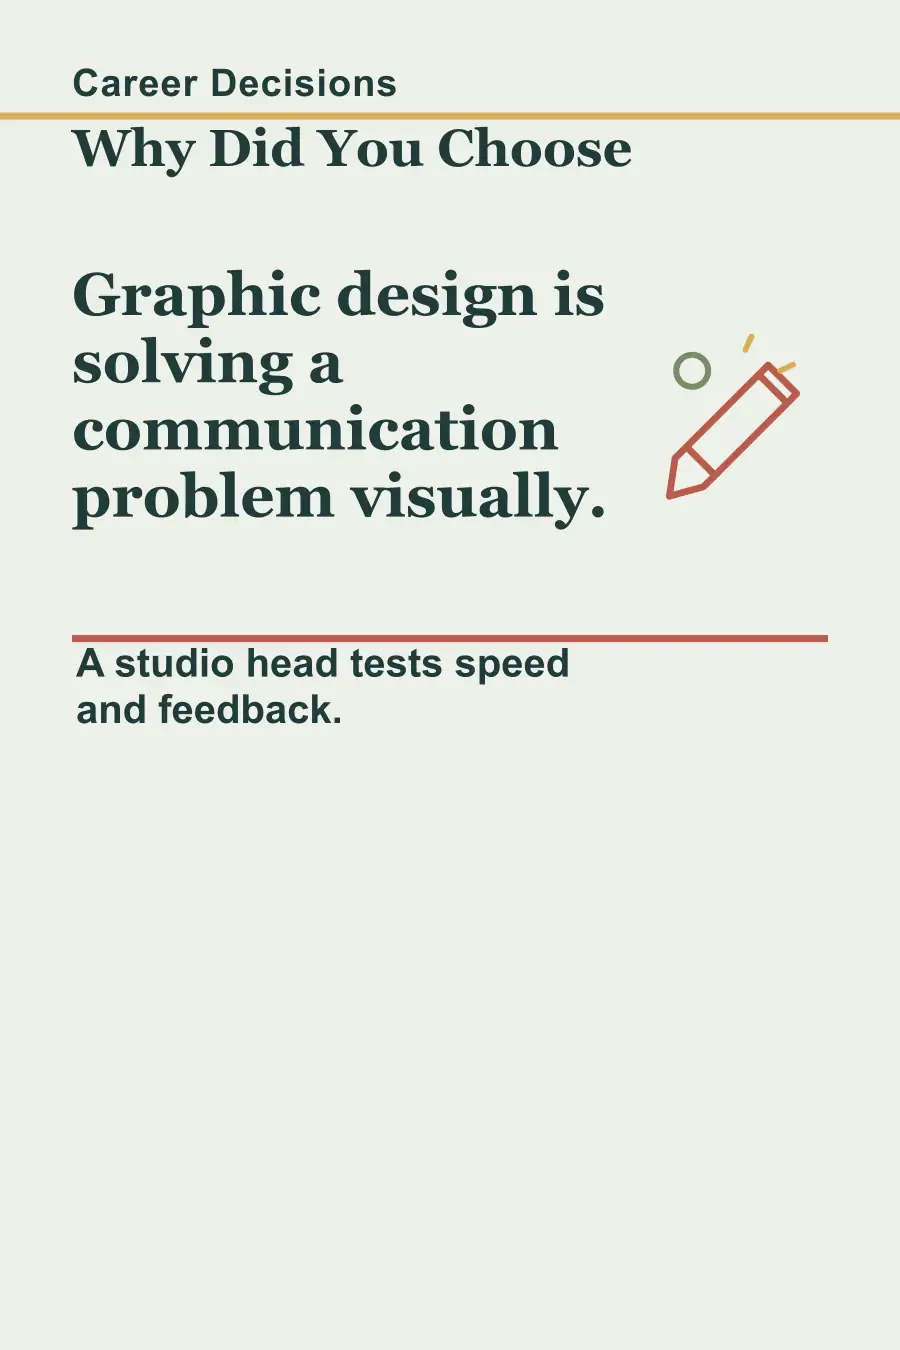 Career Decisions
Why Did You Choose
Graphic design is
solving a
communication
problem visually.
A studio head tests speed
and feedback.